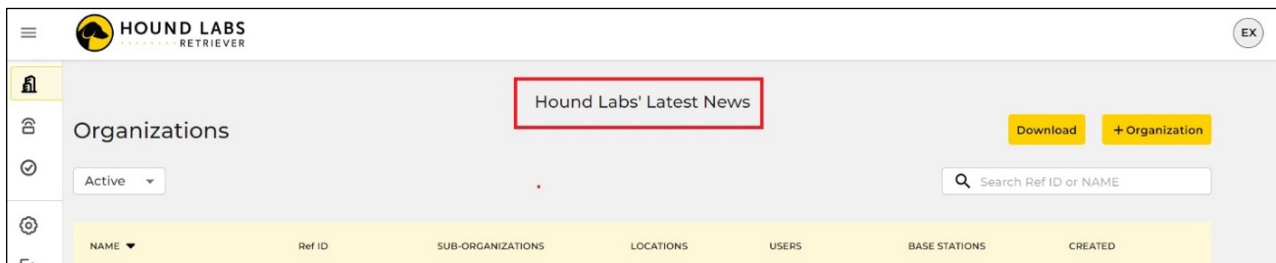 HOUND LABS
RETRIEVER
EX
Hound Labs' Latest News
Organizations
Download
+ Organization
Active
Search Ref ID or NAME
NAME Ref ID SUB-ORGANIZATIONS LOCATIONS USERS BASE STATIONS CREATED